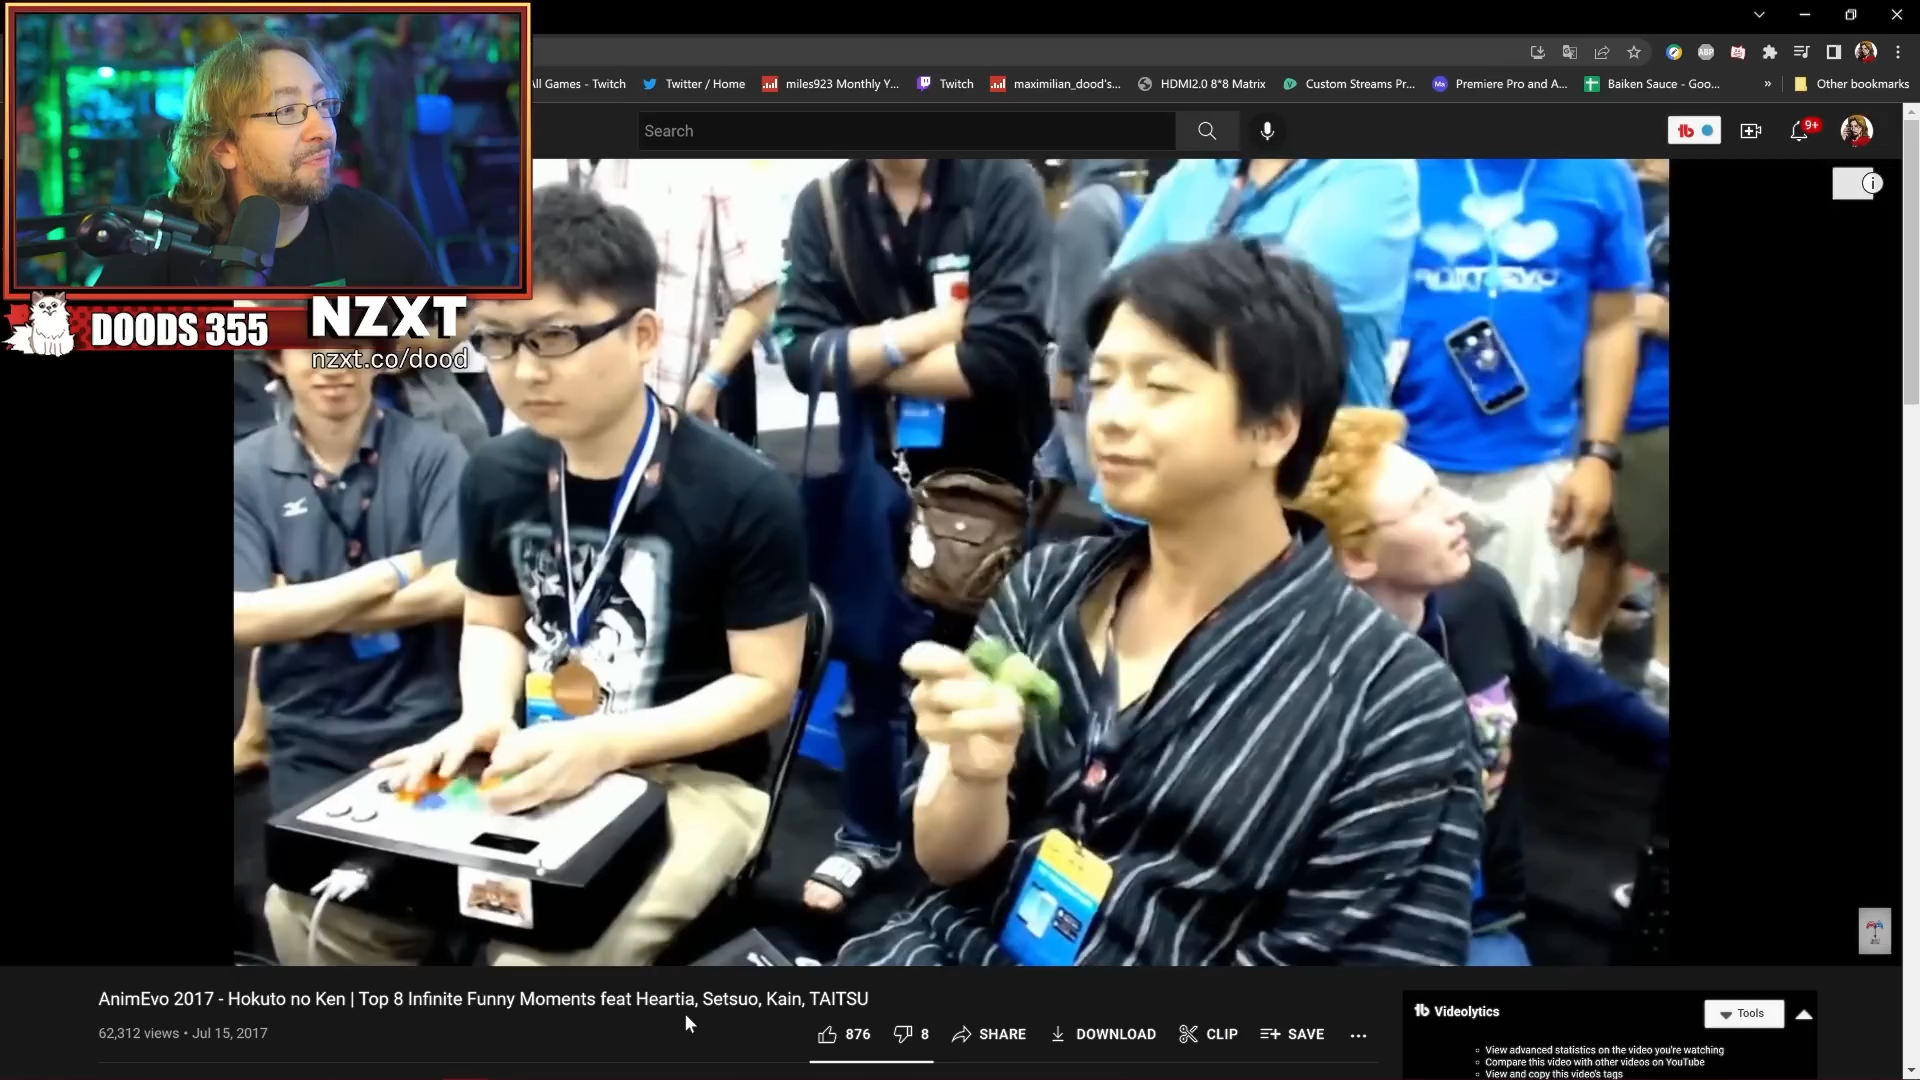 All Games - Twitch
Twitter / Home
miles923 Monthly Y...
Twitch
maximilian_dood's...
HDMI2.0 8*8 Matrix
Custom Streams Pr...
Premiere Pro and A...
Baiken Sauce - Goo...
»
Other bookmarks
ABP
Search
9+
DOODS 355
NZXT
nzxt.co/dood
AnimEvo 2017 - Hokuto no Ken | Top 8 Infinite Funny Moments feat Heartia, Setsuo, Kain, TAITSU
62,312 views • Jul 15, 2017
876
8
SHARE
DOWNLOAD
CLIP
SAVE
Videolytics
Tools
View advanced statistics on the video you're watching
Compare this video with other videos on YouTube
View and copy this video's tags